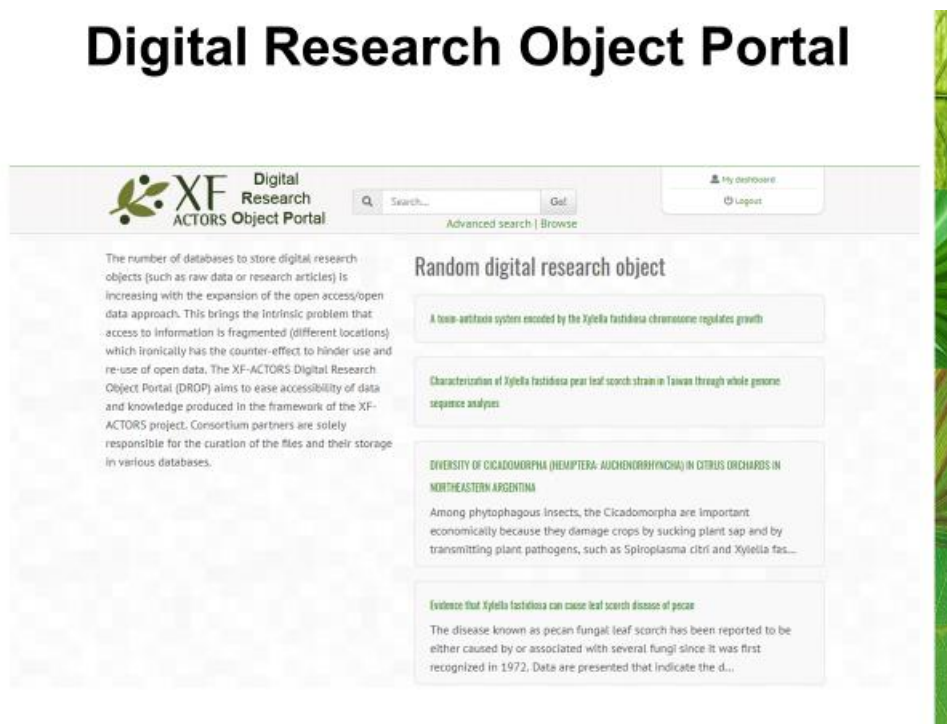 Digital Research Object Portal
XF
ACTORS
Digital
Research
Object Portal
Search...
Go!
Advanced search | Browse
My dashboard
Logout
The number of databases to store digital research
objects (such as raw data or research articles) is
increasing with the expansion of the open access/open
data approach. This brings the intrinsic problem that
access to information is fragmented (different locations)
which ironically has the counter-effect to hinder use and
re-use of open data. The XF-ACTORS Digital Research
Object Portal (DROP) aims to ease accessibility of data
and knowledge produced in the framework of the XF-
ACTORS project. Consortium partners are solely
responsible for the curation of the files and their storage
in various databases.
Random digital research object
A toxin-antitoxin system encoded by the Xylella fastidiosa chromosome regulates growth
Characterization of Xylella fastidiosa pear leaf scorch strain in Taiwan through whole genome
sequence analyses
DIVERSITY OF CICADOMORPHA (HEMIPTERA: AUCHENORRHYNCHA) IN CITRUS ORCHARDS IN
NORTHEASTERN ARGENTINA
Among phytophagous insects, the Cicadomorpha are important
economically because they damage crops by sucking plant sap and by
transmitting plant pathogens, such as Spiroplasma citri and Xylella fas...
Evidence that Xylella fastidiosa can cause leaf scorch disease of pecan
The disease known as pecan fungal leaf scorch has been reported to be
either caused by or associated with several fungi since it was first
recognized in 1972. Data are presented that indicate the d...